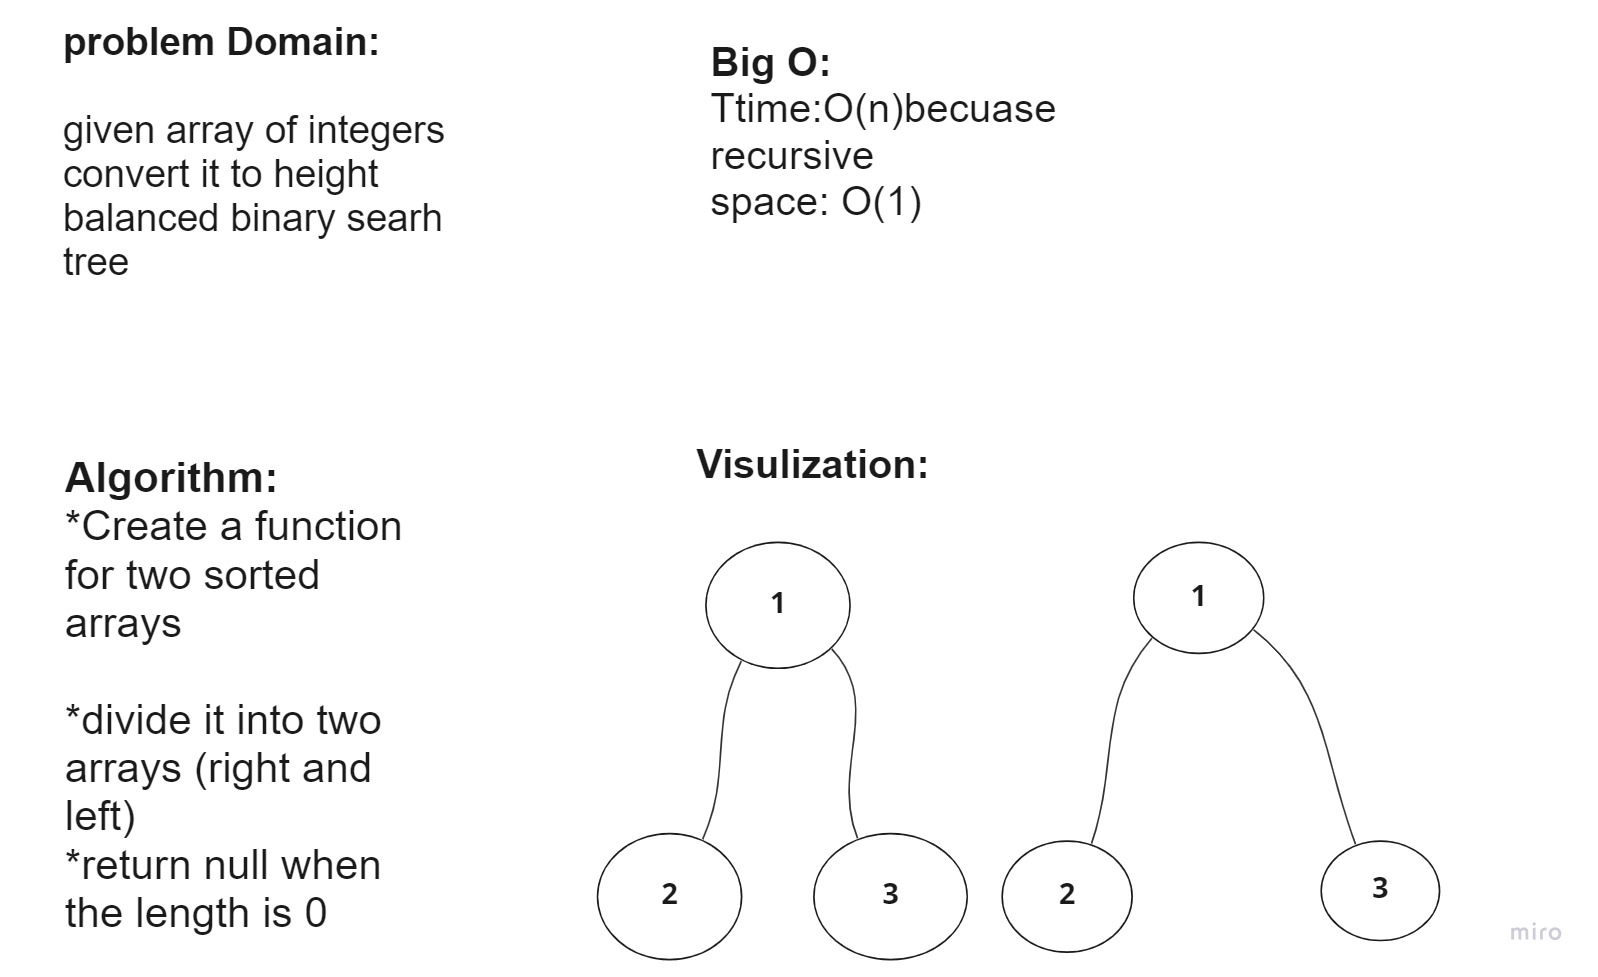 problem Domain:
given array of integers
convert it to height
balanced binary searh
tree
Big O:
Ttime:O(n)becuase
recursive
space: O(1)
Algorithm:
*Create a function
for two sorted
arrays
*divide it into two
arrays (right and
left)
*return null when
the length is 0
Visulization:
1
2
3
1
2
3
miro